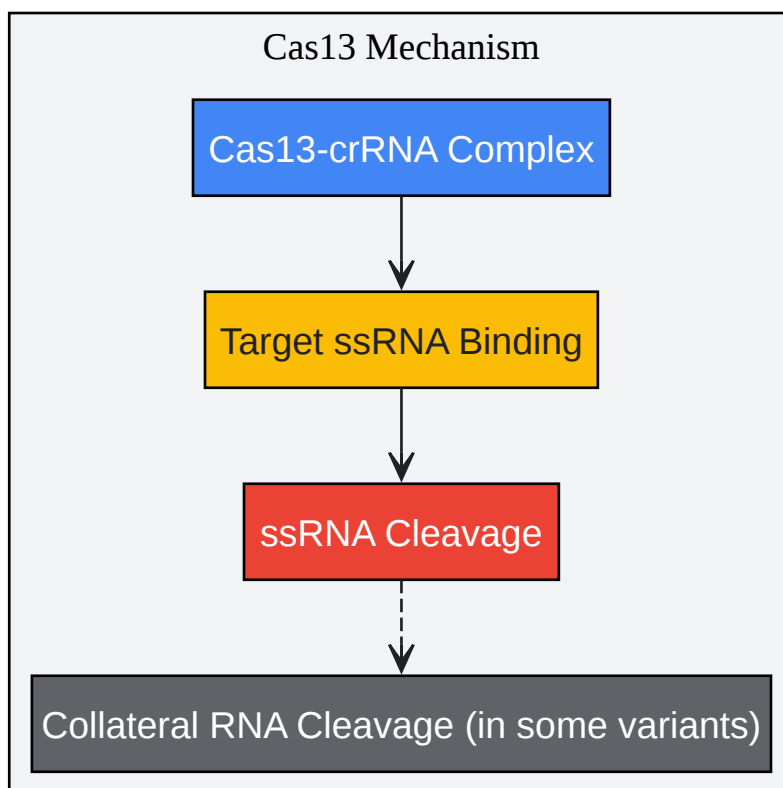 Cas13 Mechanism
Cas13-crRNA Complex
Target ssRNA Binding
ssRNA Cleavage
Collateral RNA Cleavage (in some variants)